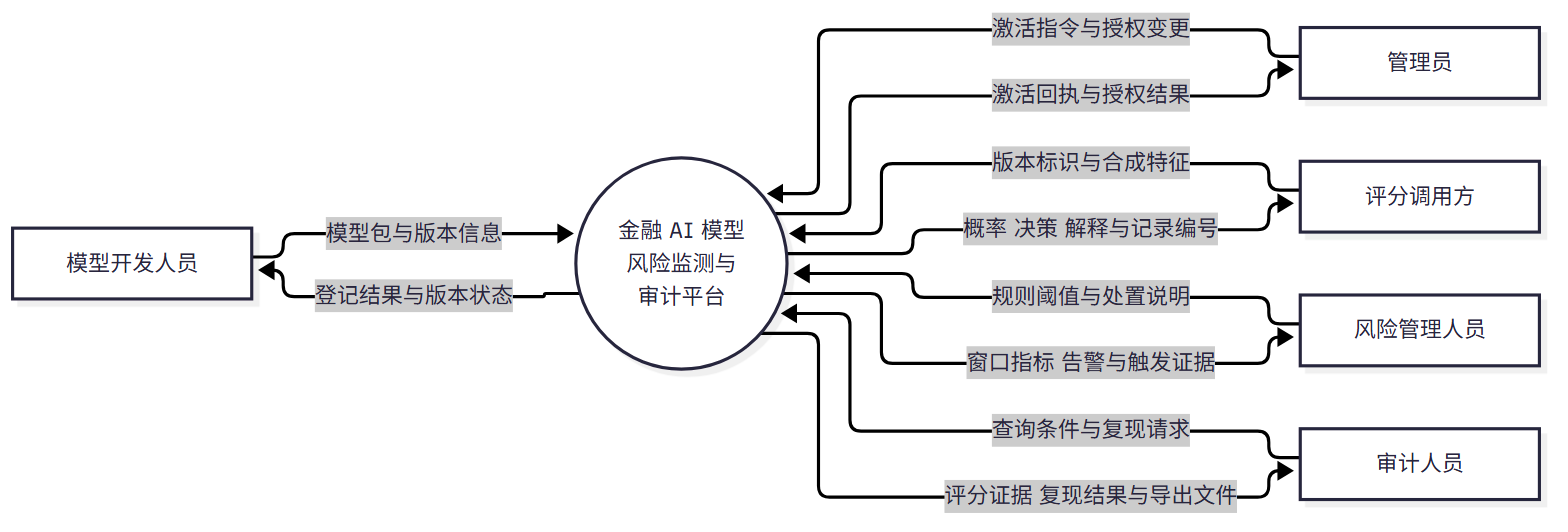 激活指令与授权变更
管理员
激活回执与授权结果
版本标识与合成特征
评分调用方
概率 决策 解释与记录编号
模型包与版本信息
金融 AI 模型
风险监测与
审计平台
模型开发人员
登记结果与版本状态
规则阈值与处置说明
风险管理人员
窗口指标 告警与触发证据
查询条件与复现请求
审计人员
评分证据 复现结果与导出文件